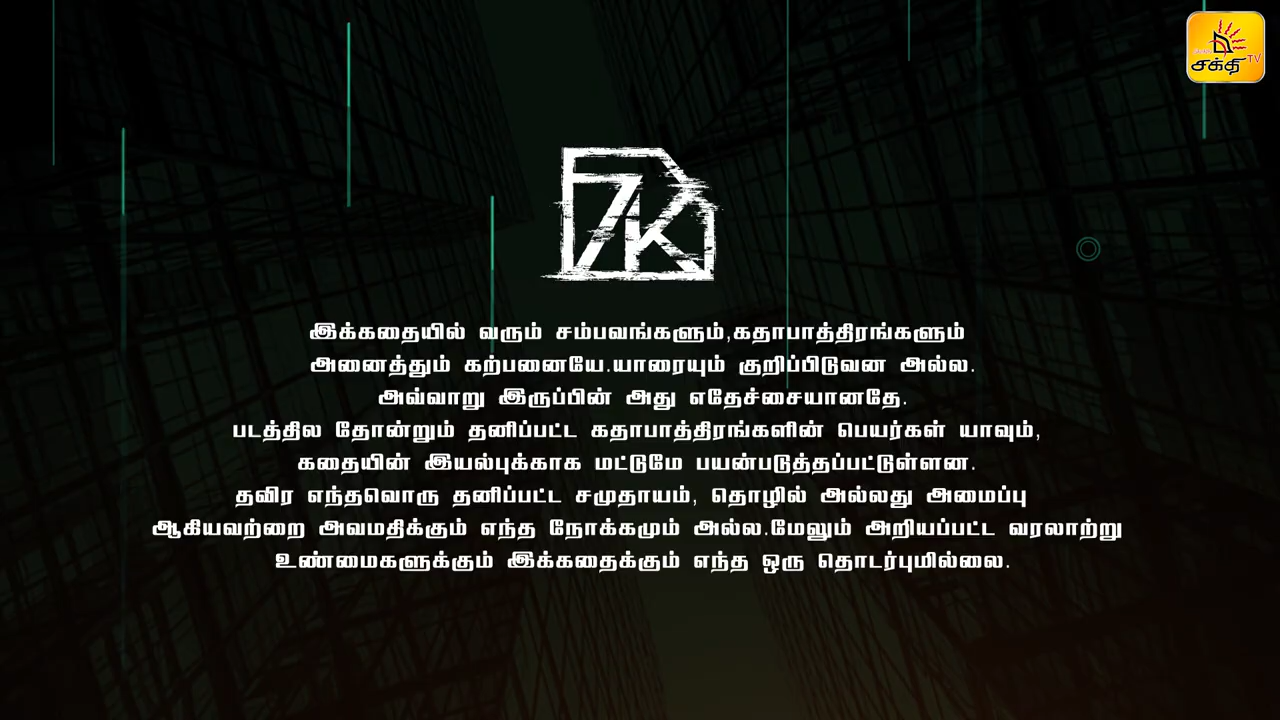 சக்தி TV
7K
இக்கதையில் வரும் சம்பவங்களும்,கதாபாத்திரங்களும்
அனைத்தும் கற்பனையே.யாரையும் குறிப்பிடுவன அல்ல.
அவ்வாறு இருப்பின் அது எதேச்சையானதே.
படத்தில தோன்றும் தனிப்பட்ட கதாபாத்திரங்களின் பெயர்கள் யாவும்,
கதையின் இயல்புக்காக மட்டுமே பயன்படுத்தப்பட்டுள்ளன.
தவிர எந்தவொரு தனிப்பட்ட சமுதாயம், தொழில் அல்லது அமைப்பு
ஆகியவற்றை அவமதிக்கும் எந்த நோக்கமும் அல்ல.மேலும் அறியப்பட்ட வரலாற்று
உண்மைகளுக்கும் இக்கதைக்கும் எந்த ஒரு தொடர்புமில்லை.